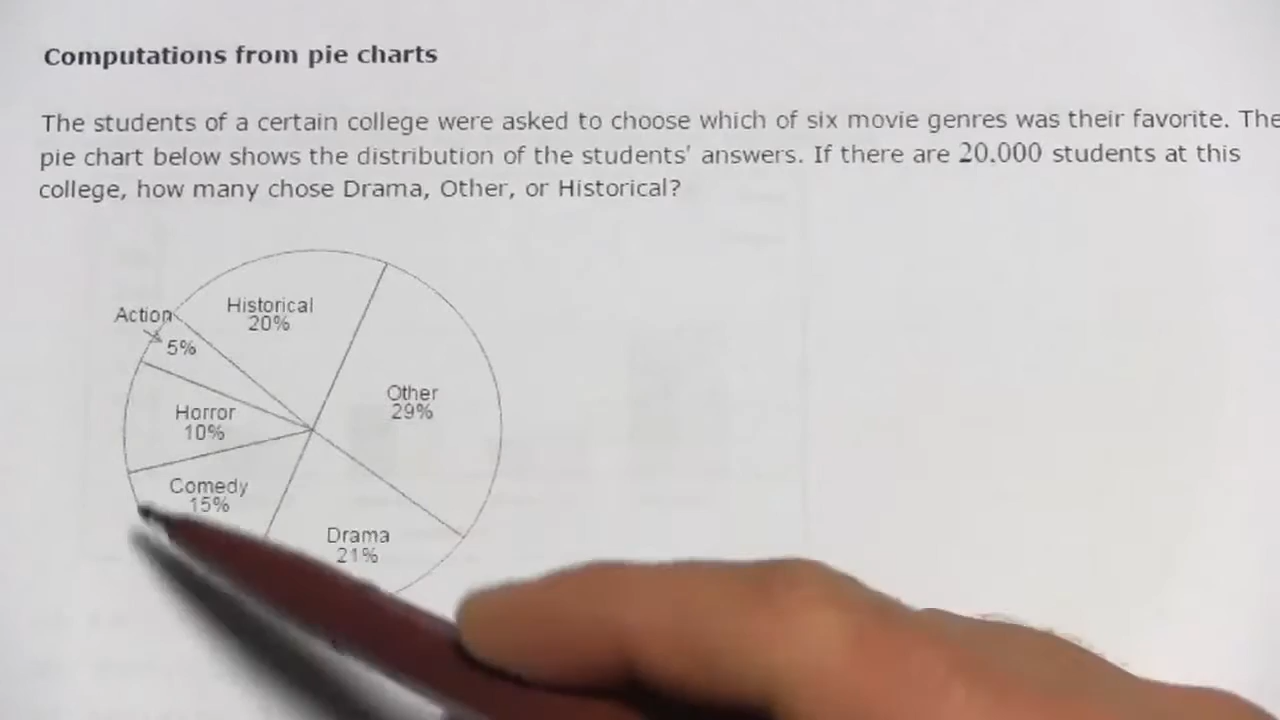 Computations from pie charts
The students of a certain college were asked to choose which of six movie genres was their favorite. The
pie chart below shows the distribution of the students' answers. If there are 20.000 students at this
college, how many chose Drama, Other, or Historical?
Historical
20%
Action
5%
Other
29%
Horror
10%
Comedy
15%
Drama
21%